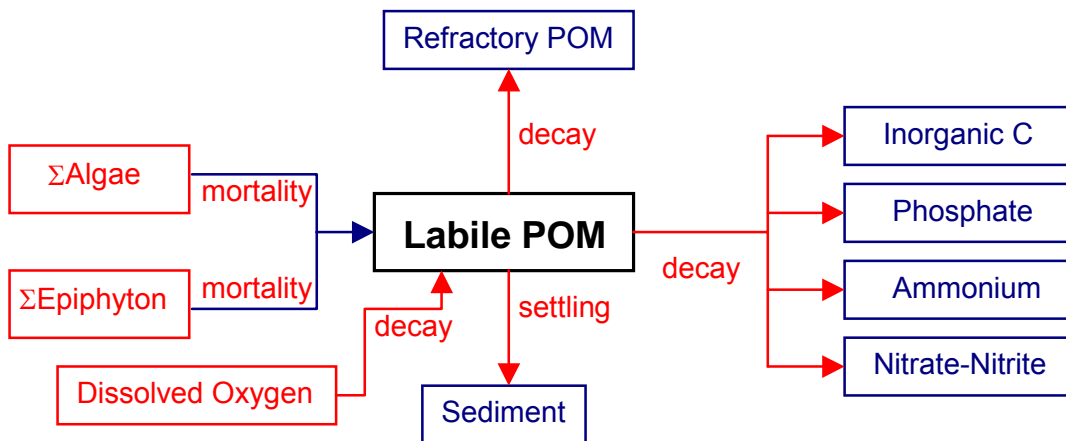 Refractory POM
decay
ΣAlgae
mortality
Inorganic C
Phosphate
Labile POM
decay
ΣEpiphyton
mortality
Ammonium
decay
settling
Nitrate-Nitrite
Dissolved Oxygen
Sediment